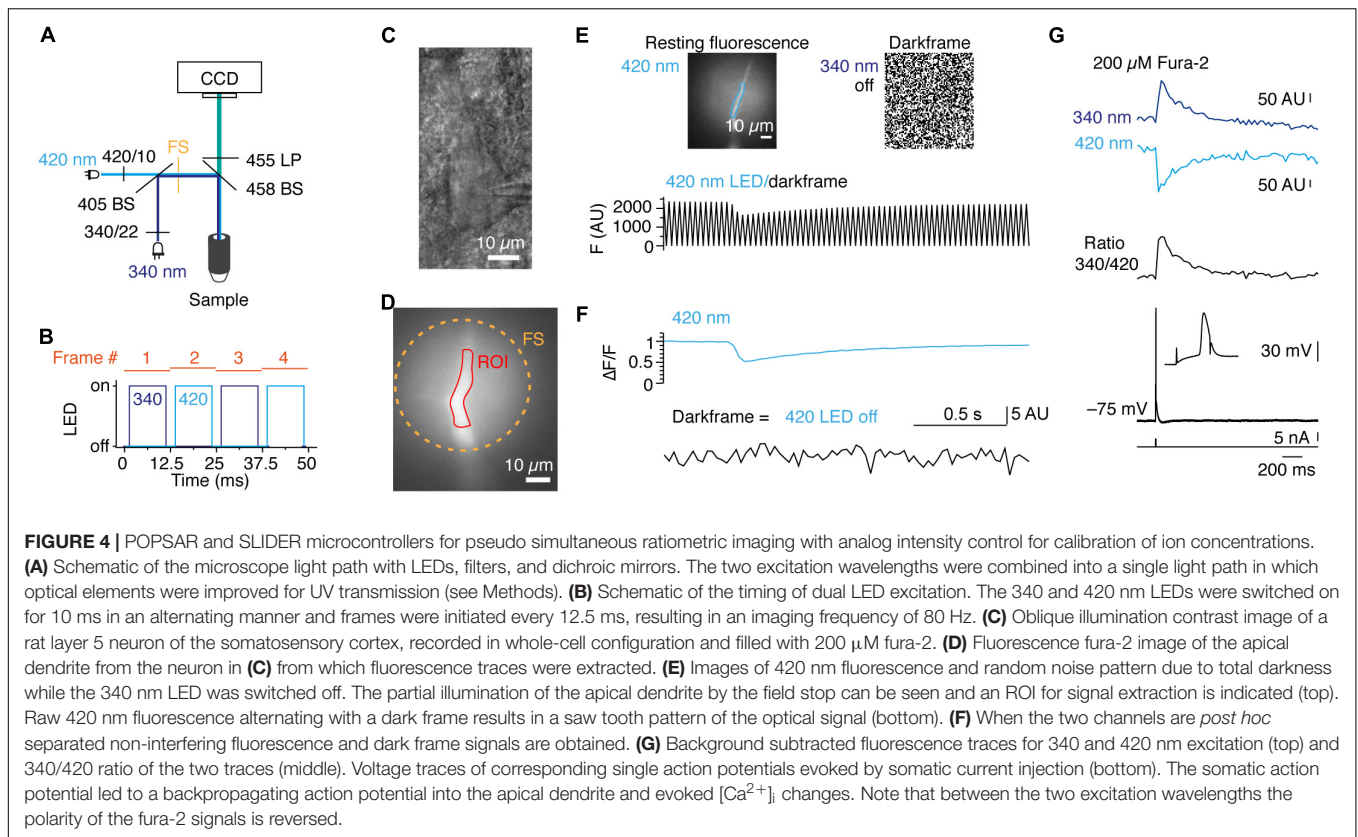 A
CCD
FS
420/10
420 nm
455 LP
458 BS
405 BS
340/22
340 nm
Sample
B
Frame # 1 2 3 4
on
340 420
LED
off
0 12.5 25 37.5 50
Time (ms)
C
10 µm
D
FS
ROI
10 µm
E
Resting fluorescence
420 nm
10 µm
Darkframe
340 nm
off
420 nm LED/darkframe
2000
1000
0
F (AU)
F
420 nm
1
0.5
0
ΔF/F
Darkframe = 420 LED off
0.5 s
5 AU
G
200 µM Fura-2
50 AU
340 nm
420 nm
50 AU
Ratio
340/420
30 mV
–75 mV
5 nA
200 ms
FIGURE 4 | POPSAR and SLIDER microcontrollers for pseudo simultaneous ratiometric imaging with analog intensity control for calibration of ion concentrations.
(A) Schematic of the microscope light path with LEDs, filters, and dichroic mirrors. The two excitation wavelengths were combined into a single light path in which
optical elements were improved for UV transmission (see Methods). (B) Schematic of the timing of dual LED excitation. The 340 and 420 nm LEDs were switched on
for 10 ms in an alternating manner and frames were initiated every 12.5 ms, resulting in an imaging frequency of 80 Hz. (C) Oblique illumination contrast image of a
rat layer 5 neuron of the somatosensory cortex, recorded in whole-cell configuration and filled with 200 µM fura-2. (D) Fluorescence fura-2 image of the apical
dendrite from the neuron in (C) from which fluorescence traces were extracted. (E) Images of 420 nm fluorescence and random noise pattern due to total darkness
while the 340 nm LED was switched off. The partial illumination of the apical dendrite by the field stop can be seen and an ROI for signal extraction is indicated (top).
Raw 420 nm fluorescence alternating with a dark frame results in a saw tooth pattern of the optical signal (bottom). (F) When the two channels are post hoc
separated non-interfering fluorescence and dark frame signals are obtained. (G) Background subtracted fluorescence traces for 340 and 420 nm excitation (top) and
340/420 ratio of the two traces (middle). Voltage traces of corresponding single action potentials evoked by somatic current injection (bottom). The somatic action
potential led to a backpropagating action potential into the apical dendrite and evoked [Ca²⁺]ᵢ changes. Note that between the two excitation wavelengths the
polarity of the fura-2 signals is reversed.